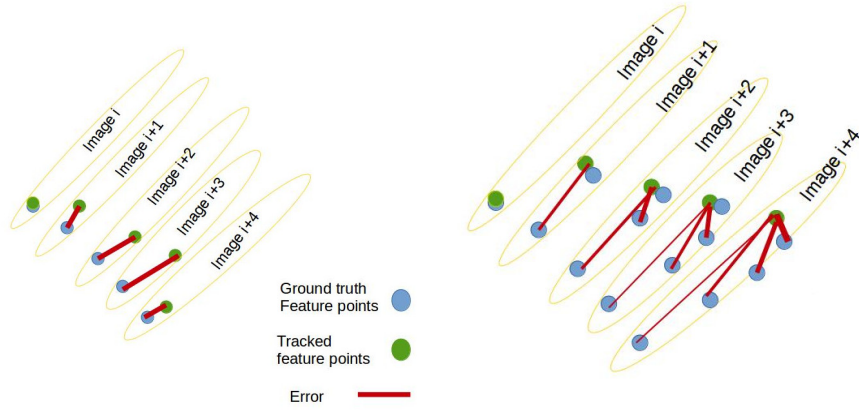 Image i
Image i+1
Image i+2
Image i+3
Image i+4
Ground truth
Feature points
Tracked
feature points
Error
Image i
Image i+1
Image i+2
Image i+3
Image i+4